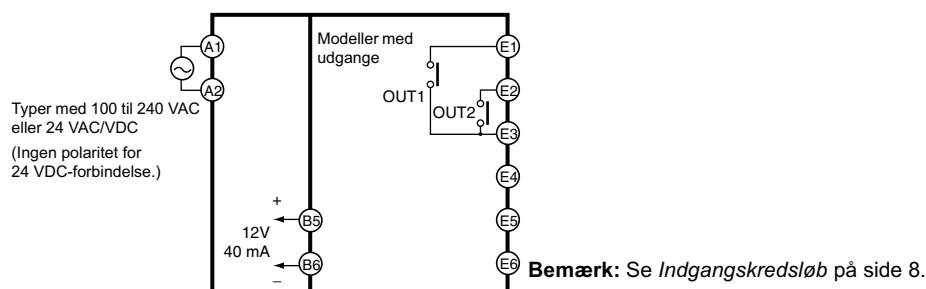 A1
A2
Typer med 100 til 240 VAC
eller 24 VAC/VDC
(Ingen polaritet for
24 VDC-forbindelse.)
Modeller med
udgange
OUT1
OUT2
E1
E2
E3
E4
E5
E6
+
12V
40 mA
–
B5
B6
Bemærk: Se Indgangskredsløb på side 8.